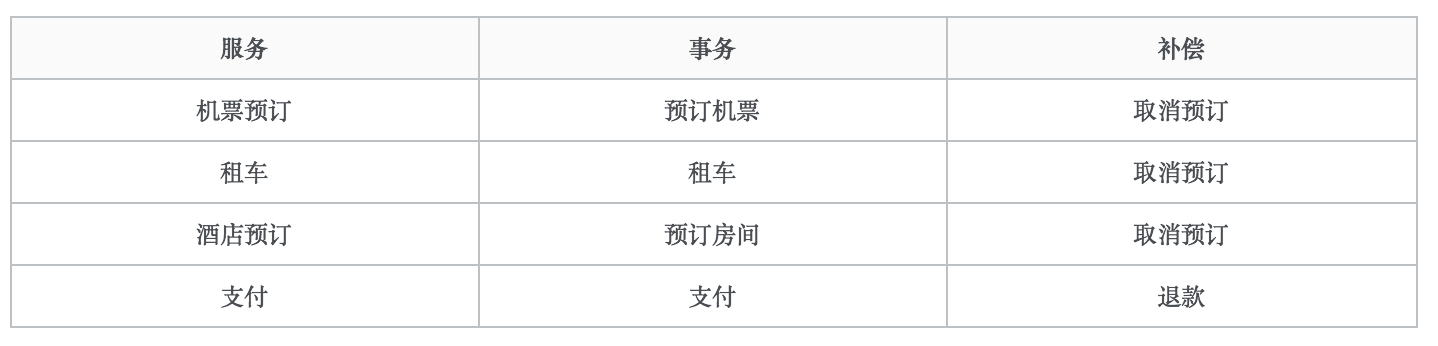 服务 事务 补偿
机票预订 预订机票 取消预订
租车 租车 取消预订
酒店预订 预订房间 取消预订
支付 支付 退款